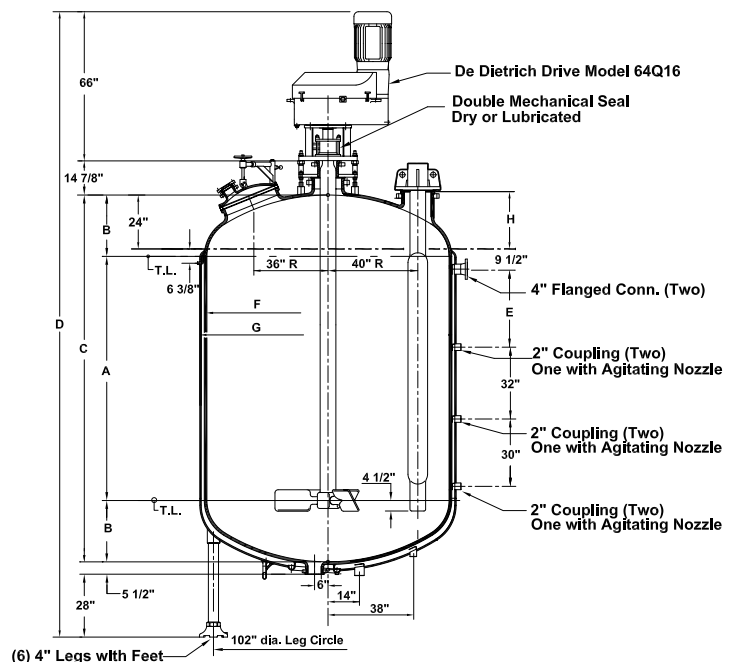 66"
De Dietrich Drive Model 64Q16
Double Mechanical Seal
Dry or Lubricated
14 7/8"
B
24"
H
9 1/2"
T.L.
6 3/8"
36" R
40" R
4" Flanged Conn. (Two)
D
C
A
F
G
E
2" Coupling (Two)
One with Agitating Nozzle
32"
2" Coupling (Two)
One with Agitating Nozzle
30"
4 1/2"
2" Coupling (Two)
One with Agitating Nozzle
T.L.
B
6"
14"
38"
5 1/2"
28"
102" dia. Leg Circle
(6) 4" Legs with Feet